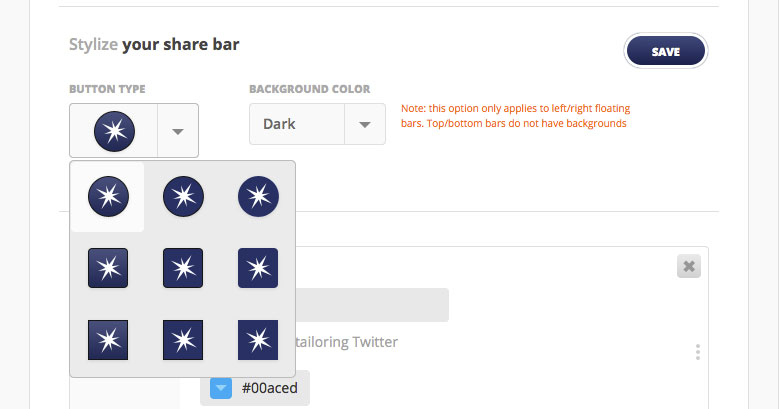 Stylize your share bar
SAVE
BUTTON TYPE
BACKGROUND COLOR
Dark
Note: this option only applies to left/right floating
bars. Top/bottom bars do not have backgrounds
tailoring Twitter
#00aced